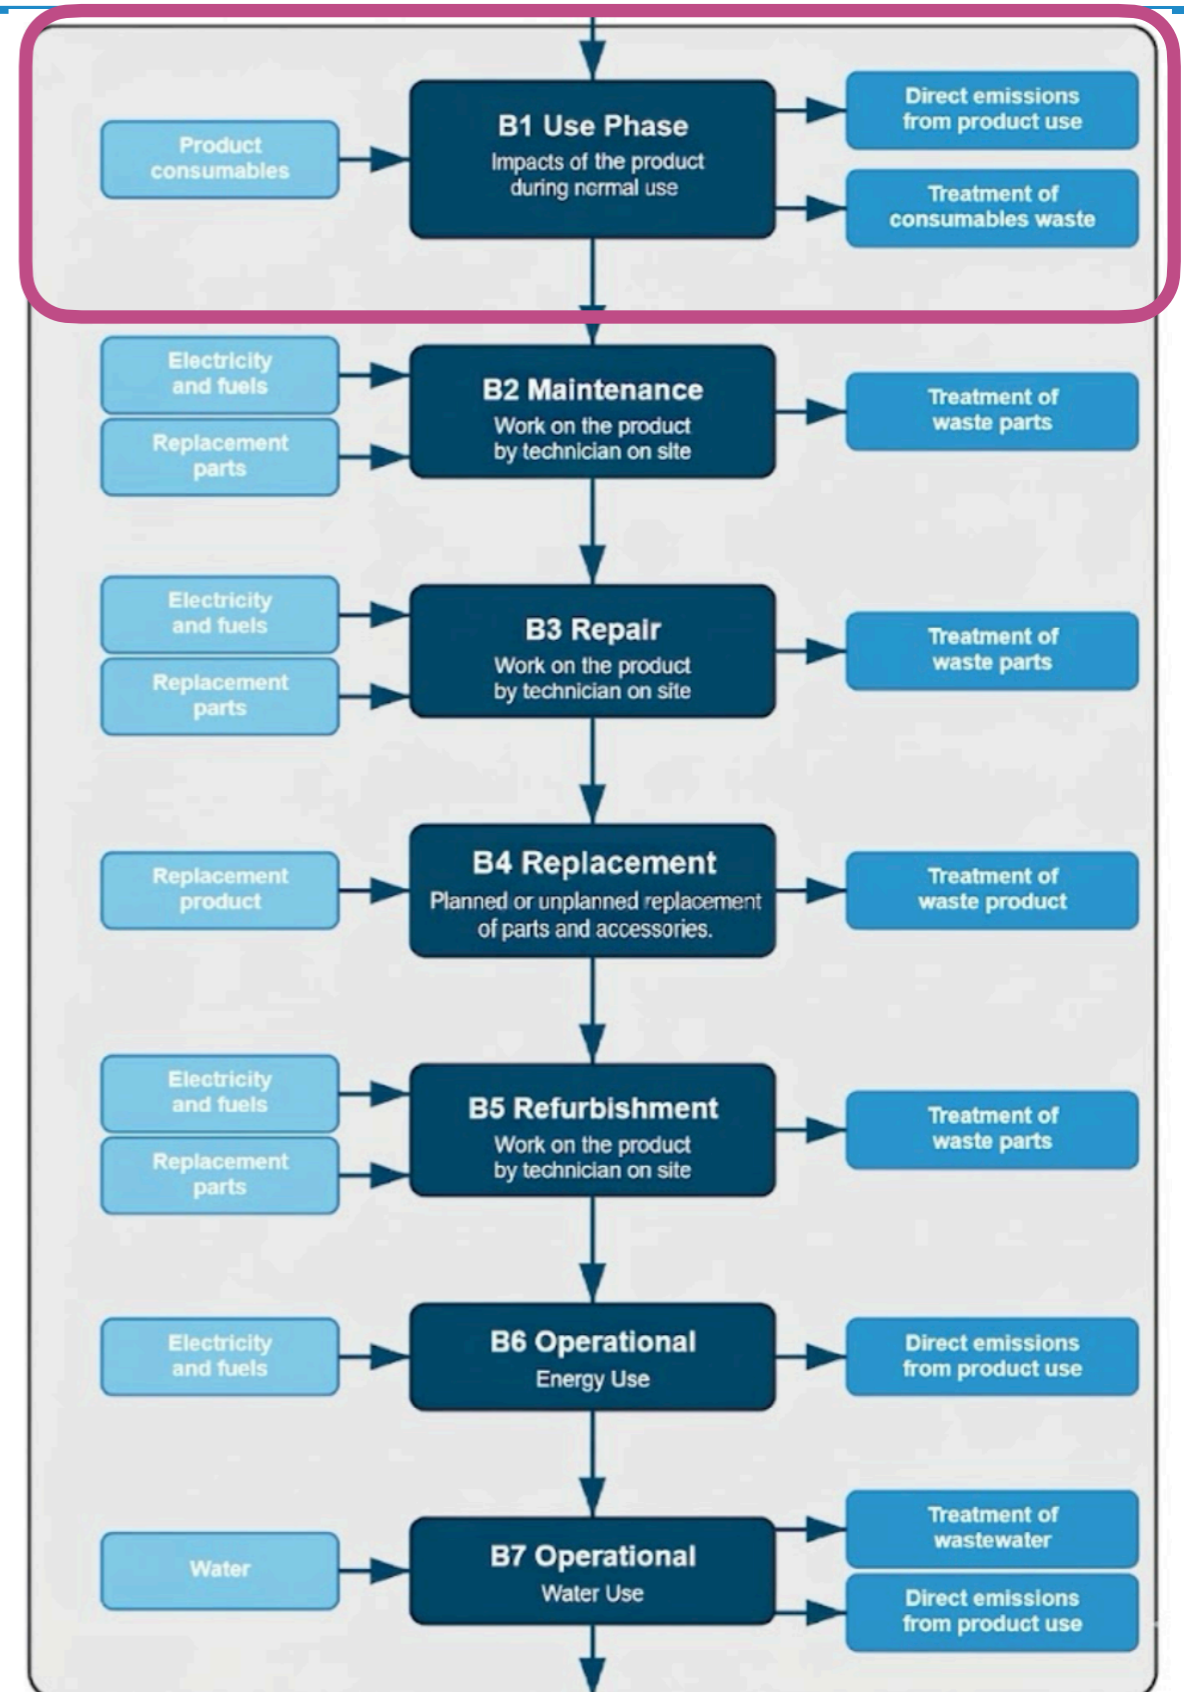 Product
consumables
B1 Use Phase
Impacts of the product
during normal use
Direct emissions
from product use
Treatment of
consumables waste
Electricity
and fuels
Replacement
parts
B2 Maintenance
Work on the product
by technician on site
Treatment of
waste parts
Electricity
and fuels
Replacement
parts
B3 Repair
Work on the product
by technician on site
Treatment of
waste parts
Replacement
product
B4 Replacement
Planned or unplanned replacement
of parts and accessories.
Treatment of
waste product
Electricity
and fuels
Replacement
parts
B5 Refurbishment
Work on the product
by technician on site
Treatment of
waste parts
Electricity
and fuels
B6 Operational
Energy Use
Direct emissions
from product use
Water
B7 Operational
Water Use
Treatment of
wastewater
Direct emissions
from product use